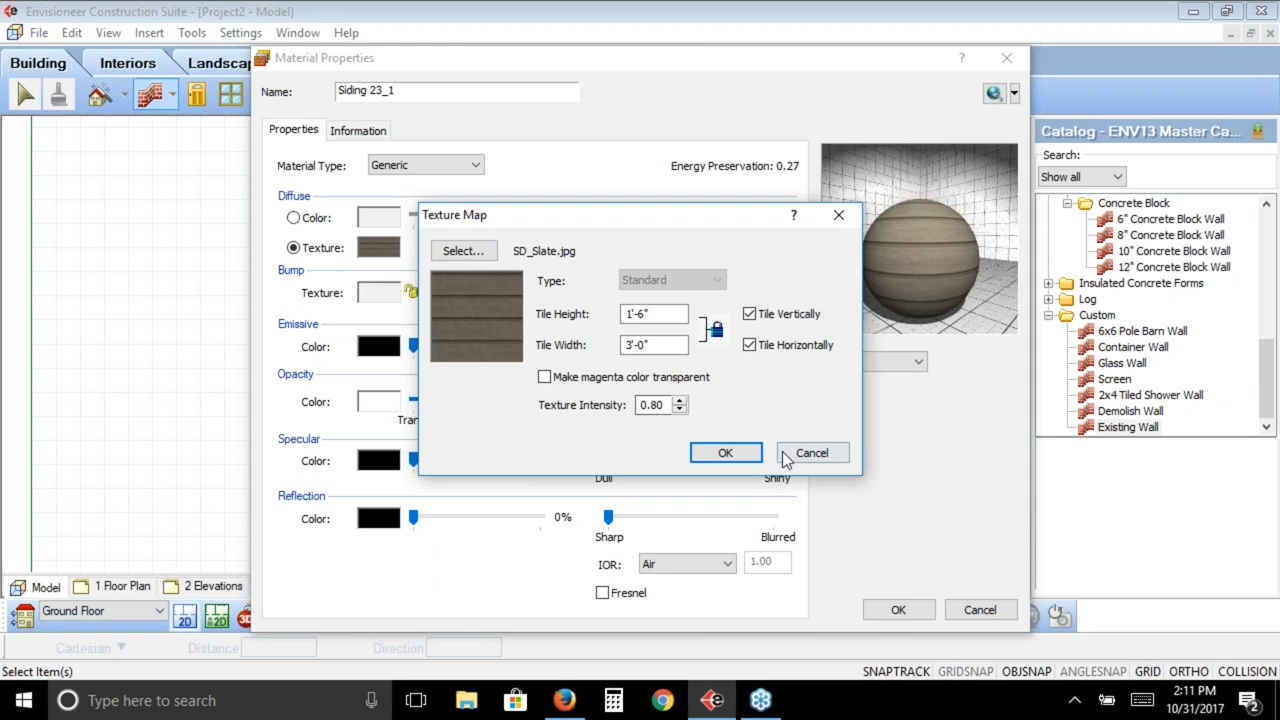 Envisioneer Construction Suite - [Project2 - Model]
File Edit View Insert Tools Settings Window Help
Building Interiors Landscap
Material Properties ?
Name: Siding 23_1
Properties Information
Material Type: Generic Energy Preservation: 0.27
Diffuse
Color:
Texture:
Bump
Texture:
Emissive
Color:
Opacity
Color:
Tran
Specular
Color:
Dull Shiny
Reflection
Color: 0%
Sharp Blurred
IOR: Air 1.00
Fresnel
OK Cancel
Texture Map ?
Select... SD_Slate.jpg
Type: Standard
Tile Height: 1'-6" Tile Vertically
Tile Width: 3'-0" Tile Horizontally
Make magenta color transparent
Texture Intensity: 0.80
OK Cancel
Catalog - ENV13 Master Ca...
Search:
Show all
Concrete Block
6" Concrete Block Wall
8" Concrete Block Wall
10" Concrete Block Wall
12" Concrete Block Wall
Insulated Concrete Forms
Log
Custom
6x6 Pole Barn Wall
Container Wall
Glass Wall
Screen
2x4 Tiled Shower Wall
Demolish Wall
Existing Wall
Model 1 Floor Plan 2 Elevations
Ground Floor 2D &2D 3D
Cartesian Distance Direction
Select Item(s) SNAPTRACK GRIDSNAP OBJSNAP ANGLESNAP GRID ORTHO COLLISION
Type here to search
2:11 PM
10/31/2017
2